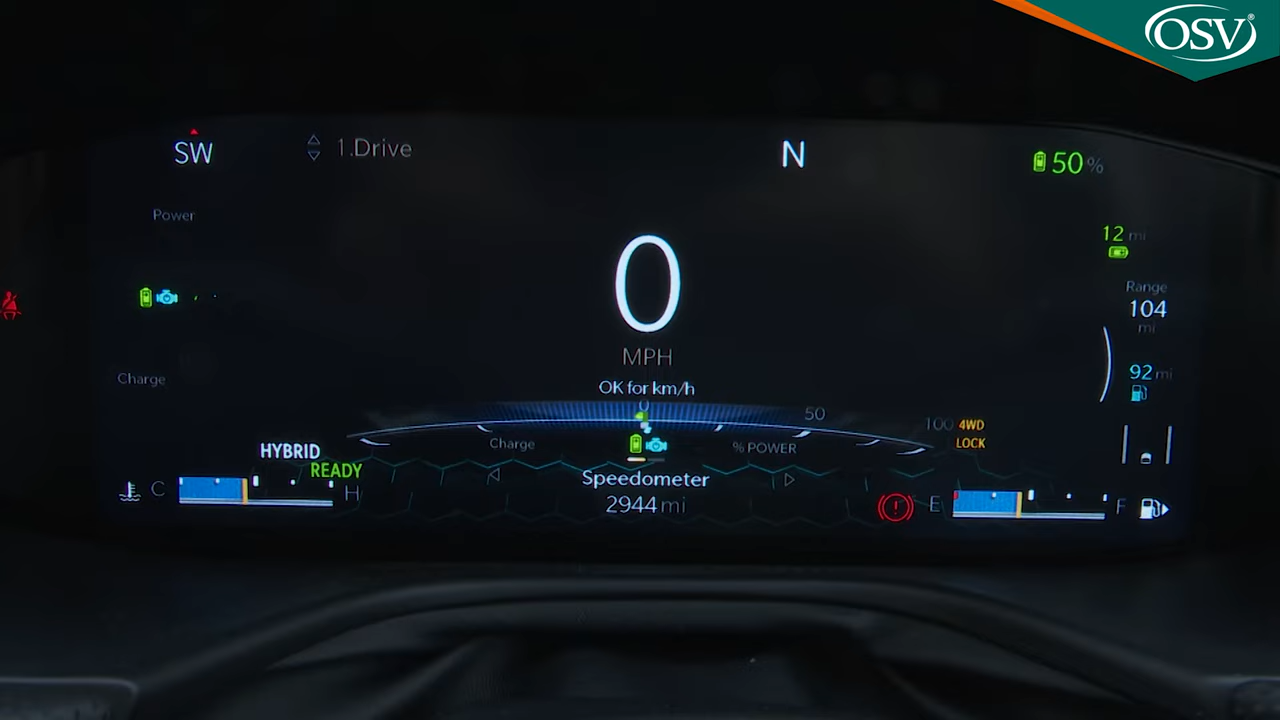 OSV®
SW
1.Drive
N
50%
Power
12 mi
Range
104
mi
0
MPH
OK for km/h
92 mi
Charge
0
50
100
4WD
LOCK
Charge
% POWER
HYBRID
READY
Speedometer
2944 mi
C
H
E
F